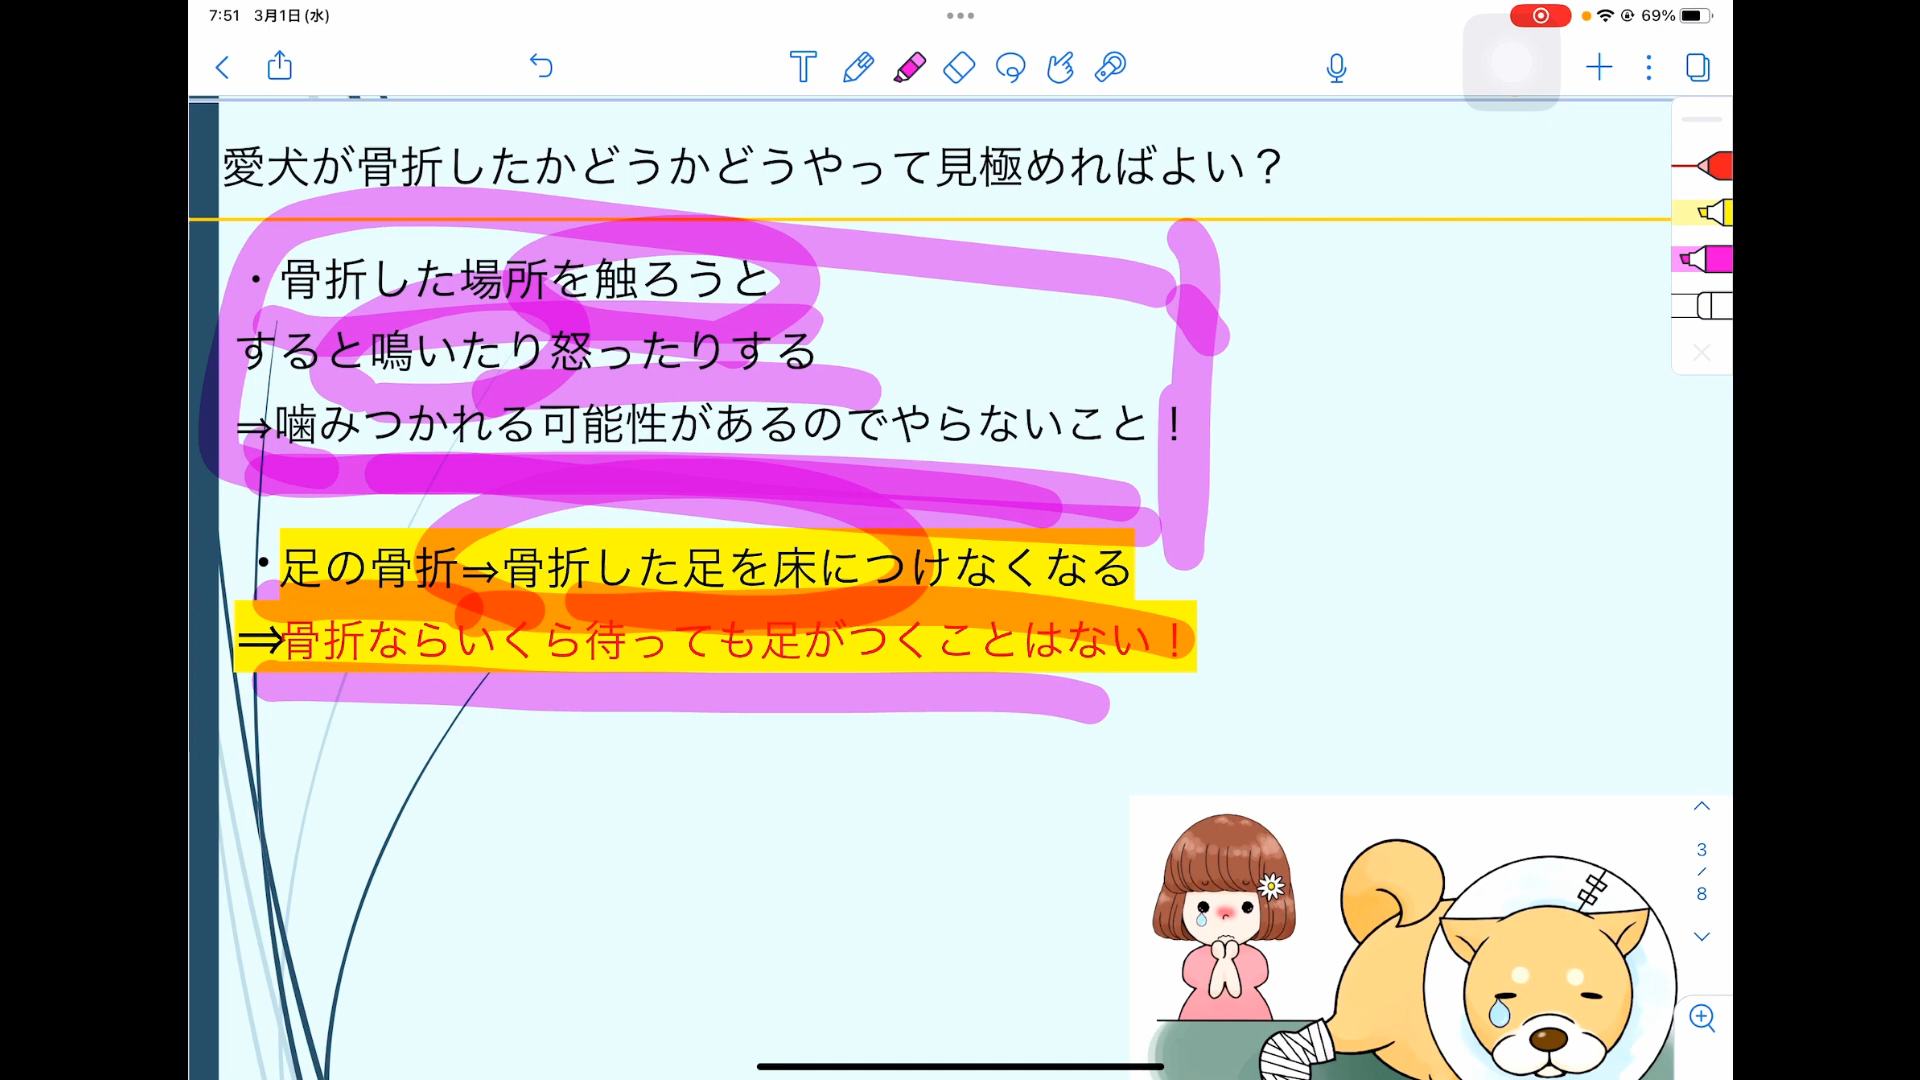 7:51 3月1日(水)
69%
愛犬が骨折したかどうかどうやって見極めればよい？
・骨折した場所を触ろうと
すると鳴いたり怒ったりする
⇒噛みつかれる可能性があるのでやらないこと！
・足の骨折⇒骨折した足を床につけなくなる
⇒骨折ならいくら待っても足がつくことはない！
3
/
8